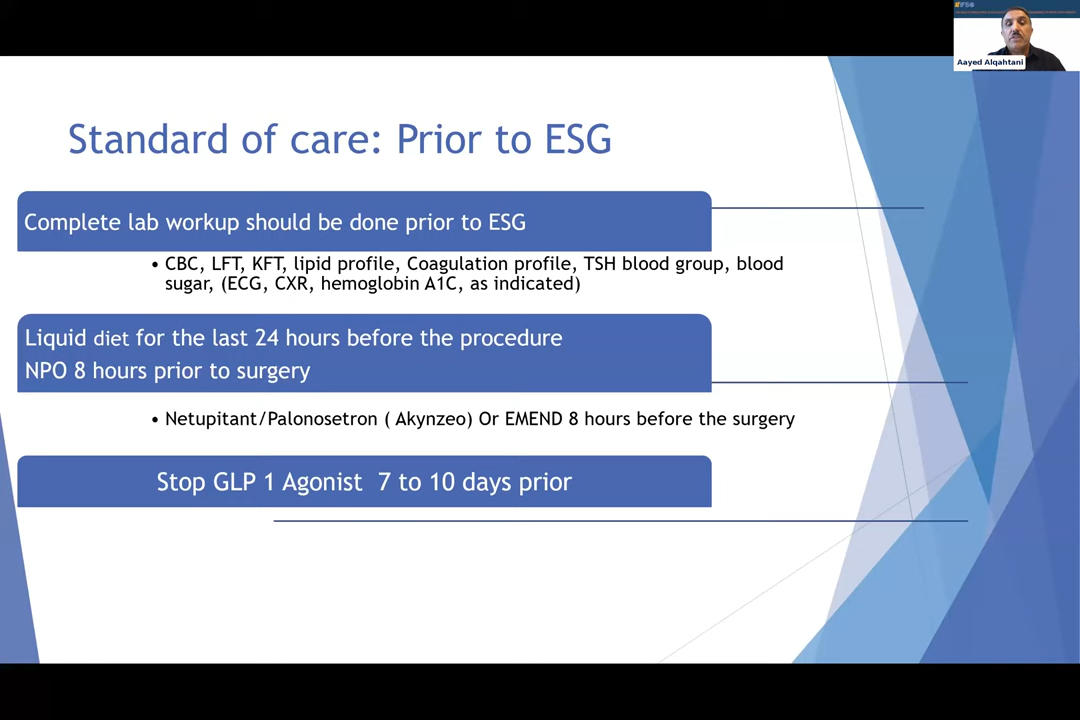 IFSO
Aayed Alqahtani
Standard of care: Prior to ESG
Complete lab workup should be done prior to ESG
• CBC, LFT, KFT, lipid profile, Coagulation profile, TSH blood group, blood
sugar, (ECG, CXR, hemoglobin A1C, as indicated)
Liquid diet for the last 24 hours before the procedure
NPO 8 hours prior to surgery
• Netupitant/Palonosetron ( Akynzeo) Or EMEND 8 hours before the surgery
Stop GLP 1 Agonist 7 to 10 days prior